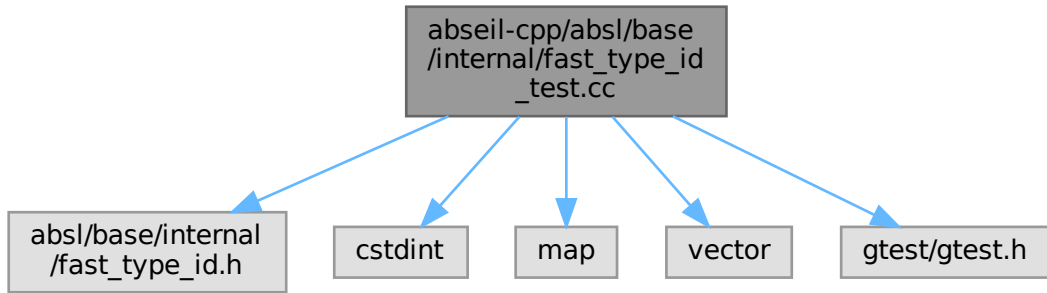 abseil-cpp/absl/base
/internal/fast_type_id
_test.cc
absl/base/internal
/fast_type_id.h
cstdint
map
vector
gtest/gtest.h